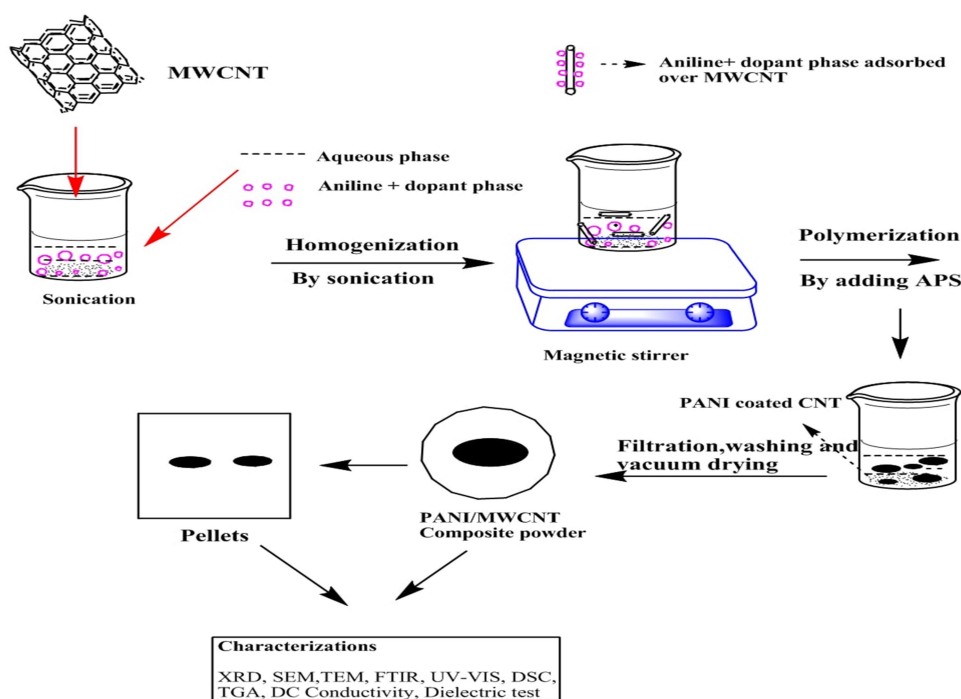 MWCNT
Aniline+ dopant phase adsorbed
over MWCNT
Aqueous phase
Aniline + dopant phase
Sonication
Homogenization
By sonication
Magnetic stirrer
Polymerization
By adding APS
PANI coated CNT
Filtration,washing and
vacuum drying
PANI/MWCNT
Composite powder
Pellets
Characterizations
XRD, SEM,TEM, FTIR, UV-VIS, DSC,
TGA, DC Conductivity, Dielectric test